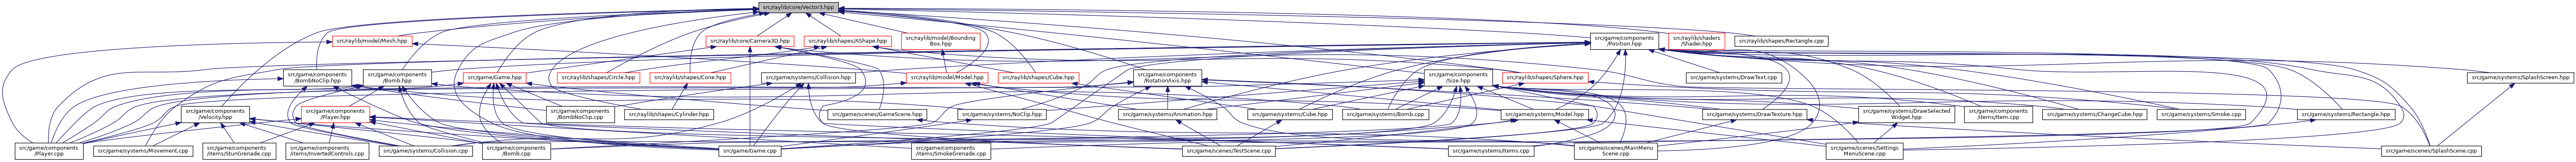 src/raylib/core/Vector3.hpp
src/raylib/model/Mesh.hpp
src/raylib/core/Camera3D.hpp
src/raylib/shapes/AShape.hpp
src/raylib/model/Bounding
Box.hpp
src/game/components
/Position.hpp
src/raylib/shaders
/Shader.hpp
src/raylib/shapes/Rectangle.cpp
src/game/components
/BombNoClip.hpp
src/game/components
/Bomb.hpp
src/game/Game.hpp
src/raylib/shapes/Circle.hpp
src/raylib/shapes/Cone.hpp
src/game/systems/Collision.hpp
src/raylib/model/Model.hpp
src/raylib/shapes/Cube.hpp
src/game/components
/RotationAxis.hpp
src/game/components
/Size.hpp
src/raylib/shapes/Sphere.hpp
src/game/systems/DrawText.cpp
src/game/systems/SplashScreen.hpp
src/game/components
/Velocity.hpp
src/game/components
/Player.hpp
src/game/components
/BombNoClip.cpp
src/raylib/shapes/Cylinder.hpp
src/game/scenes/GameScene.hpp
src/game/systems/NoClip.hpp
src/game/systems/Animation.hpp
src/game/systems/Cube.hpp
src/game/systems/Bomb.cpp
src/game/systems/Model.hpp
src/game/systems/DrawTexture.hpp
src/game/systems/DrawSelected
Widget.hpp
src/game/components
/items/Item.cpp
src/game/systems/ChangeCube.hpp
src/game/systems/Smoke.cpp
src/game/systems/Rectangle.hpp
src/game/components
/Player.cpp
src/game/systems/Movement.cpp
src/game/components
/items/StunGrenade.cpp
src/game/components
/items/InvertedControls.cpp
src/game/systems/Collision.cpp
src/game/components
/Bomb.cpp
src/game/Game.cpp
src/game/components
/items/SmokeGrenade.cpp
src/game/scenes/TestScene.cpp
src/game/systems/Items.cpp
src/game/scenes/MainMenu
Scene.cpp
src/game/scenes/Settings
MenuScene.cpp
src/game/scenes/SplashScene.cpp